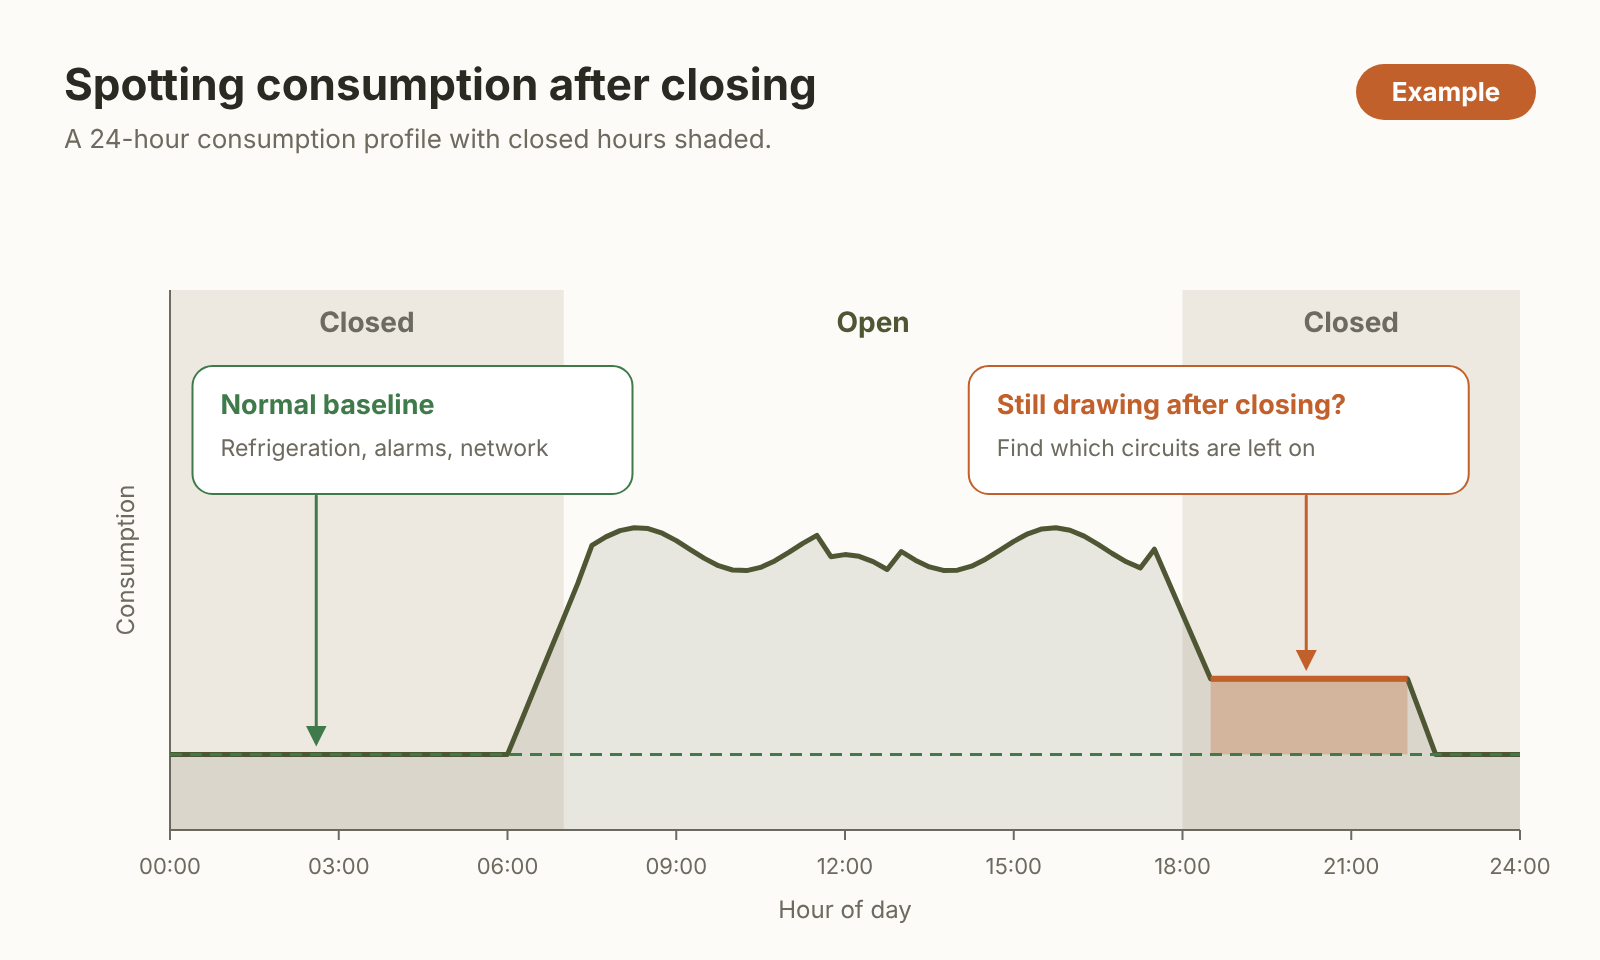 Spotting consumption after closing
Example
A 24-hour consumption profile with closed hours shaded.
Closed
Open
Closed
Normal baseline
Refrigeration, alarms, network
Still drawing after closing?
Find which circuits are left on
Consumption
00:00
03:00
06:00
09:00
12:00
15:00
18:00
21:00
24:00
Hour of day